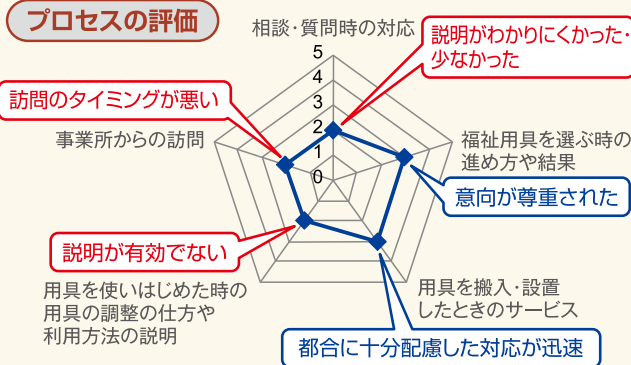 プロセスの評価
相談・質問時の対応
説明がわかりにくかった・
少なかった
5
4
3
2
1
0
訪問のタイミングが悪い
事業所からの訪問
福祉用具を選ぶ時の
進め方や結果
意向が尊重された
説明が有効でない
用具を使いはじめた時の
用具の調整の仕方や
利用方法の説明
用具を搬入・設置
したときのサービス
都合に十分配慮した対応が迅速